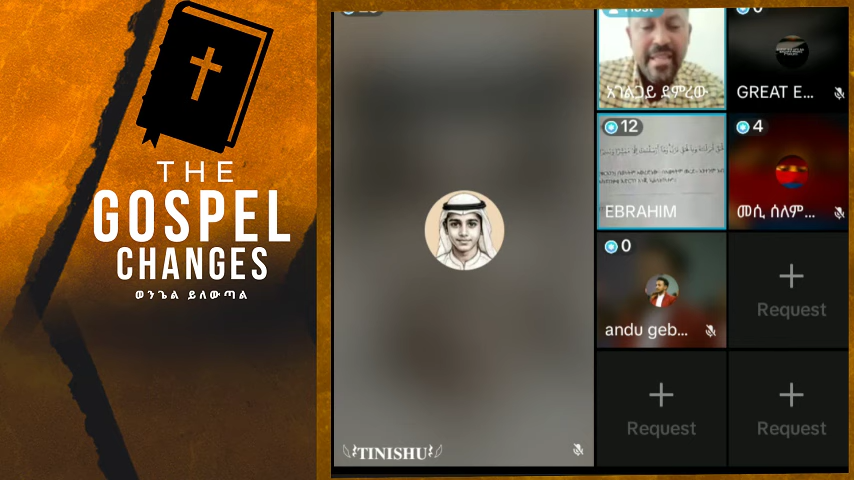 THE
GOSPEL
CHANGES
ወንጌል ይለውጣል
Host
አገልጋይ ደምረው
0
GREAT E...
12
EBRAHIM
4
መሲ ሰለም...
0
andu geb...
Request
Request
Request
TINISHU